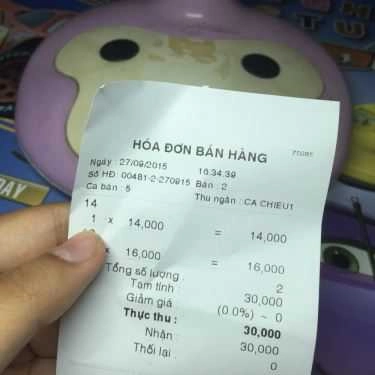 HÓA ĐƠN BÁN HÀNG
Ngày : 27/09/2015 16:34:39
Số HĐ : 00481-2-270915 Bàn : 2
Ca bán : 5 Thu ngân : CA CHIEU1
14
1 x 14,000 = 14,000
x 16,000 = 16,000
Tổng số lượng : 2
Tạm tính : 30,000
Giảm giá : (0.0%) ~ 0
Thực thu : 30,000
Nhận : 30,000
Thối lại : 0
DAY